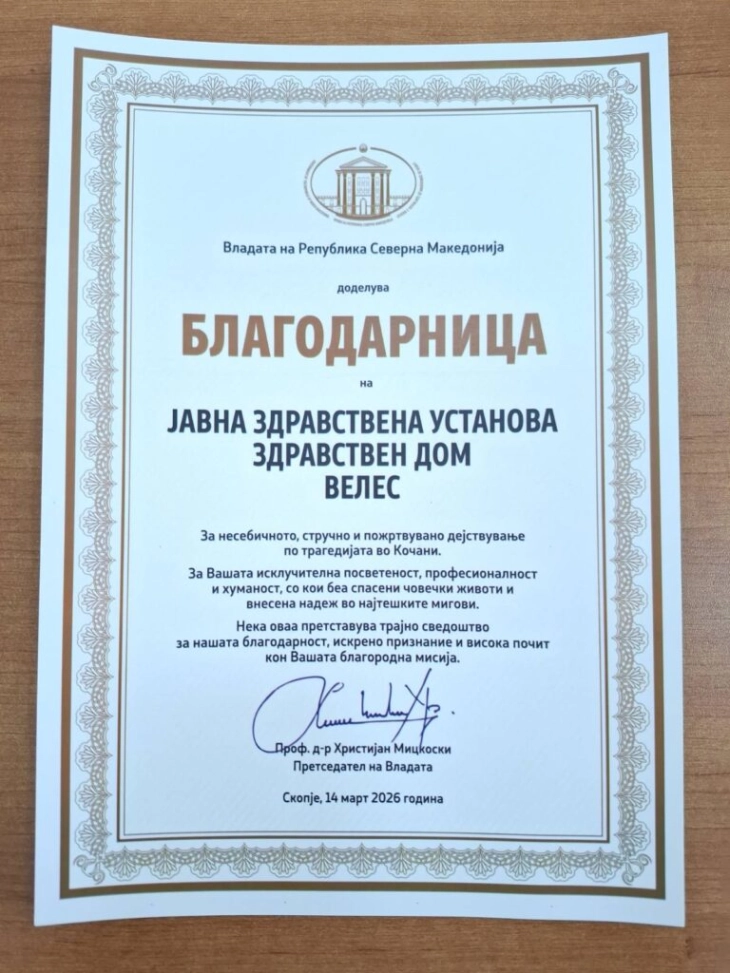 Владата на Република Северна Македонија
доделува
БЛАГОДАРНИЦА
на
ЈАВНА ЗДРАВСТВЕНА УСТАНОВА
ЗДРАВСТВЕН ДОМ
ВЕЛЕС
За несебичното, стручно и пожртвувано дејствување
по трагедијата во Кочани.
За Вашата исклучителна посветеност, професионалност
и хуманост, со кои беа спасени човечки животи и
внесена надеж во најтешките мигови.
Нека оваа претставува трајно сведоштво
за нашата благодарност, искрено признание и висока почит
кон Вашата благородна мисија.
Проф. д-р Христијан Мицкоски
Претседател на Владата
Скопје, 14 март 2026 година